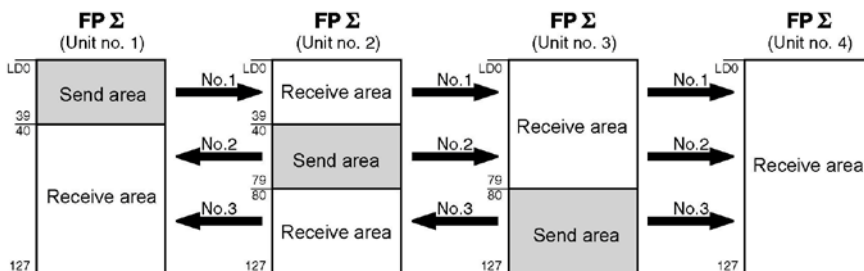 FP Σ FP Σ FP Σ FP Σ
(Unit no. 1) (Unit no. 2) (Unit no. 3) (Unit no. 4)
LD0 LD0 LD0 LD0
Send area No.1 Receive area No.1 No.1
39 39
40 40 Receive area
No.2 Send area No.2 No.2 Receive area
Receive area 79 79
80 80
No.3 Receive area No.3 Send area No.3
127 127 127 127